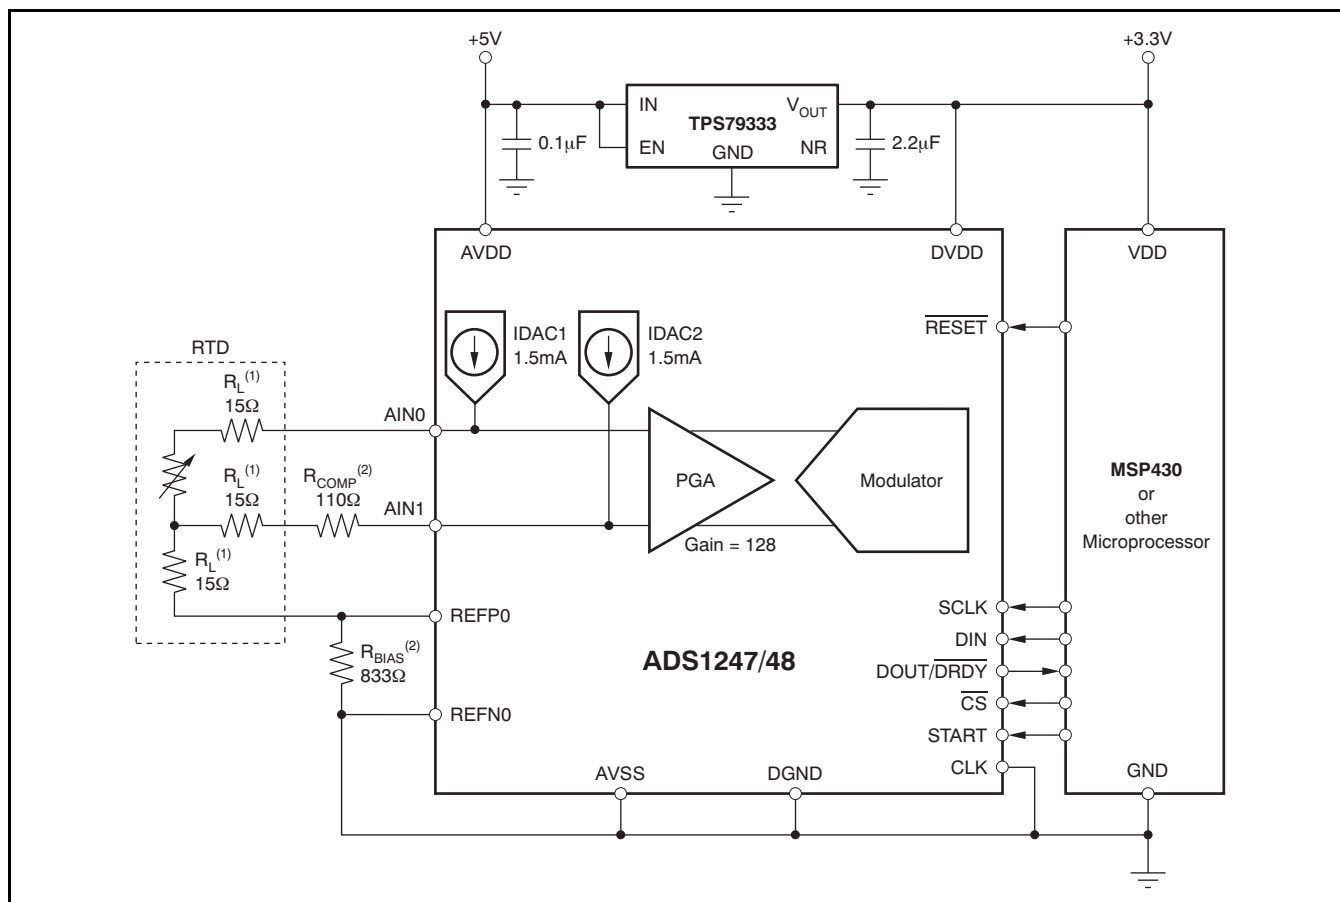 +5V
+3.3V
IN
VOUT
TPS79333
EN
GND
NR
0.1μF
2.2μF
AVDD
DVDD
VDD
IDAC1
1.5mA
IDAC2
1.5mA
RESET
RTD
RL(1)
15Ω
AIN0
RL(1)
15Ω
RCOMP(2)
110Ω
AIN1
PGA
Modulator
Gain = 128
MSP430
or
other
Microprocessor
RL(1)
15Ω
REFP0
RBIAS(2)
833Ω
REFN0
ADS1247/48
SCLK
DIN
DOUT/DRDY
CS
START
CLK
AVSS
DGND
GND